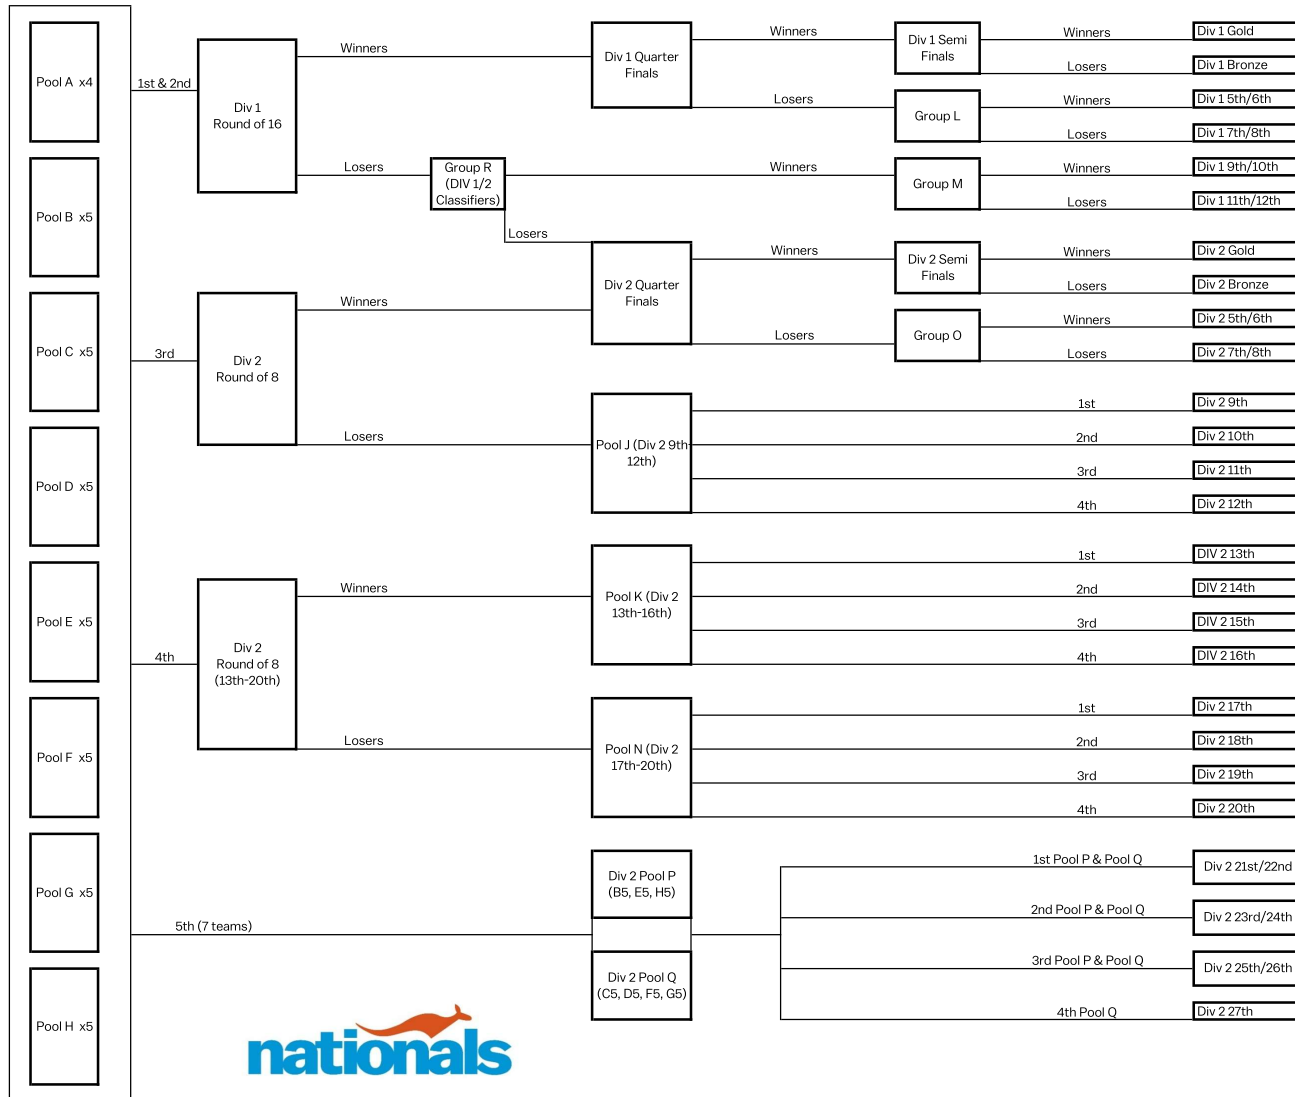 Pool A x4
Pool B x5
Pool C x5
Pool D x5
Pool E x5
Pool F x5
Pool G x5
Pool H x5
1st & 2nd
3rd
4th
5th (7 teams)
Div 1
Round of 16
Winners
Losers
Group R
(DIV 1/2
Classifiers)
Losers
Div 2
Round of 8
Winners
Losers
Div 2
Round of 8
(13th-20th)
Winners
Losers
Div 1 Quarter
Finals
Winners
Losers
Winners
Div 2 Quarter
Finals
Winners
Losers
Pool J (Div 2 9th-
12th)
Pool K (Div 2
13th-16th)
Pool N (Div 2
17th-20th)
Div 2 Pool P
(B5, E5, H5)
Div 2 Pool Q
(C5, D5, F5, G5)
Div 1 Semi
Finals
Group L
Group M
Div 2 Semi
Finals
Group O
Winners
Div 1 Gold
Losers
Div 1 Bronze
Winners
Div 1 5th/6th
Losers
Div 1 7th/8th
Winners
Div 1 9th/10th
Losers
Div 1 11th/12th
Winners
Div 2 Gold
Losers
Div 2 Bronze
Winners
Div 2 5th/6th
Losers
Div 2 7th/8th
1st
Div 2 9th
2nd
Div 2 10th
3rd
Div 2 11th
4th
Div 2 12th
1st
DIV 2 13th
2nd
DIV 2 14th
3rd
DIV 2 15th
4th
DIV 2 16th
1st
Div 2 17th
2nd
Div 2 18th
3rd
Div 2 19th
4th
Div 2 20th
1st Pool P & Pool Q
Div 2 21st/22nd
2nd Pool P & Pool Q
Div 2 23rd/24th
3rd Pool P & Pool Q
Div 2 25th/26th
4th Pool Q
Div 2 27th
nationals